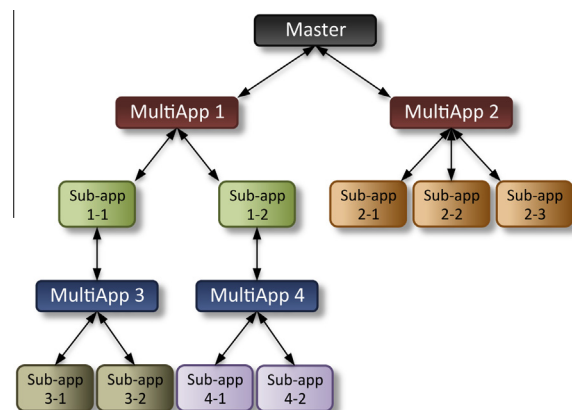 Master
MultiApp 1
MultiApp 2
Sub-app
1-1
Sub-app
1-2
Sub-app
2-1
Sub-app
2-2
Sub-app
2-3
MultiApp 3
MultiApp 4
Sub-app
3-1
Sub-app
3-2
Sub-app
4-1
Sub-app
4-2